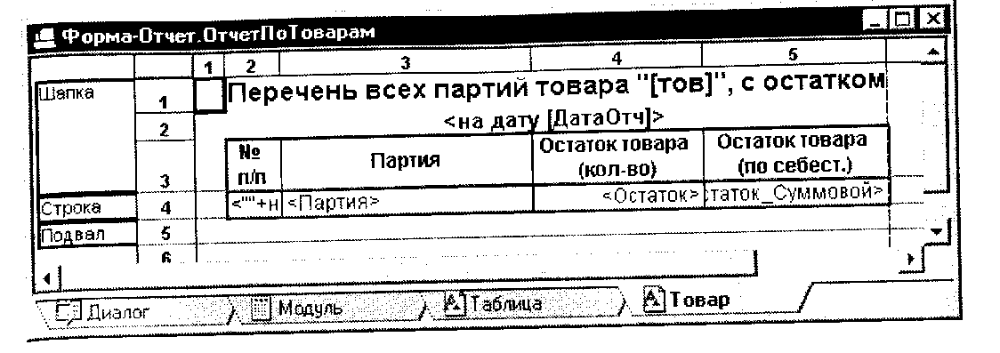 Форма-Отчет.ОтчетПоТоварам
1 2 3 4 5
Шапка 1 Перечень всех партий товара "[тов]", с остатком
2 <на дату [ДатаОтч]>
3 № п/п Партия Остаток товара (кол-во) Остаток товара (по себест.)
Строка 4 <""+н <Партия> <Остаток> таток_Суммовой>
Подвал 5
6
Диалог Модуль Таблица Товар